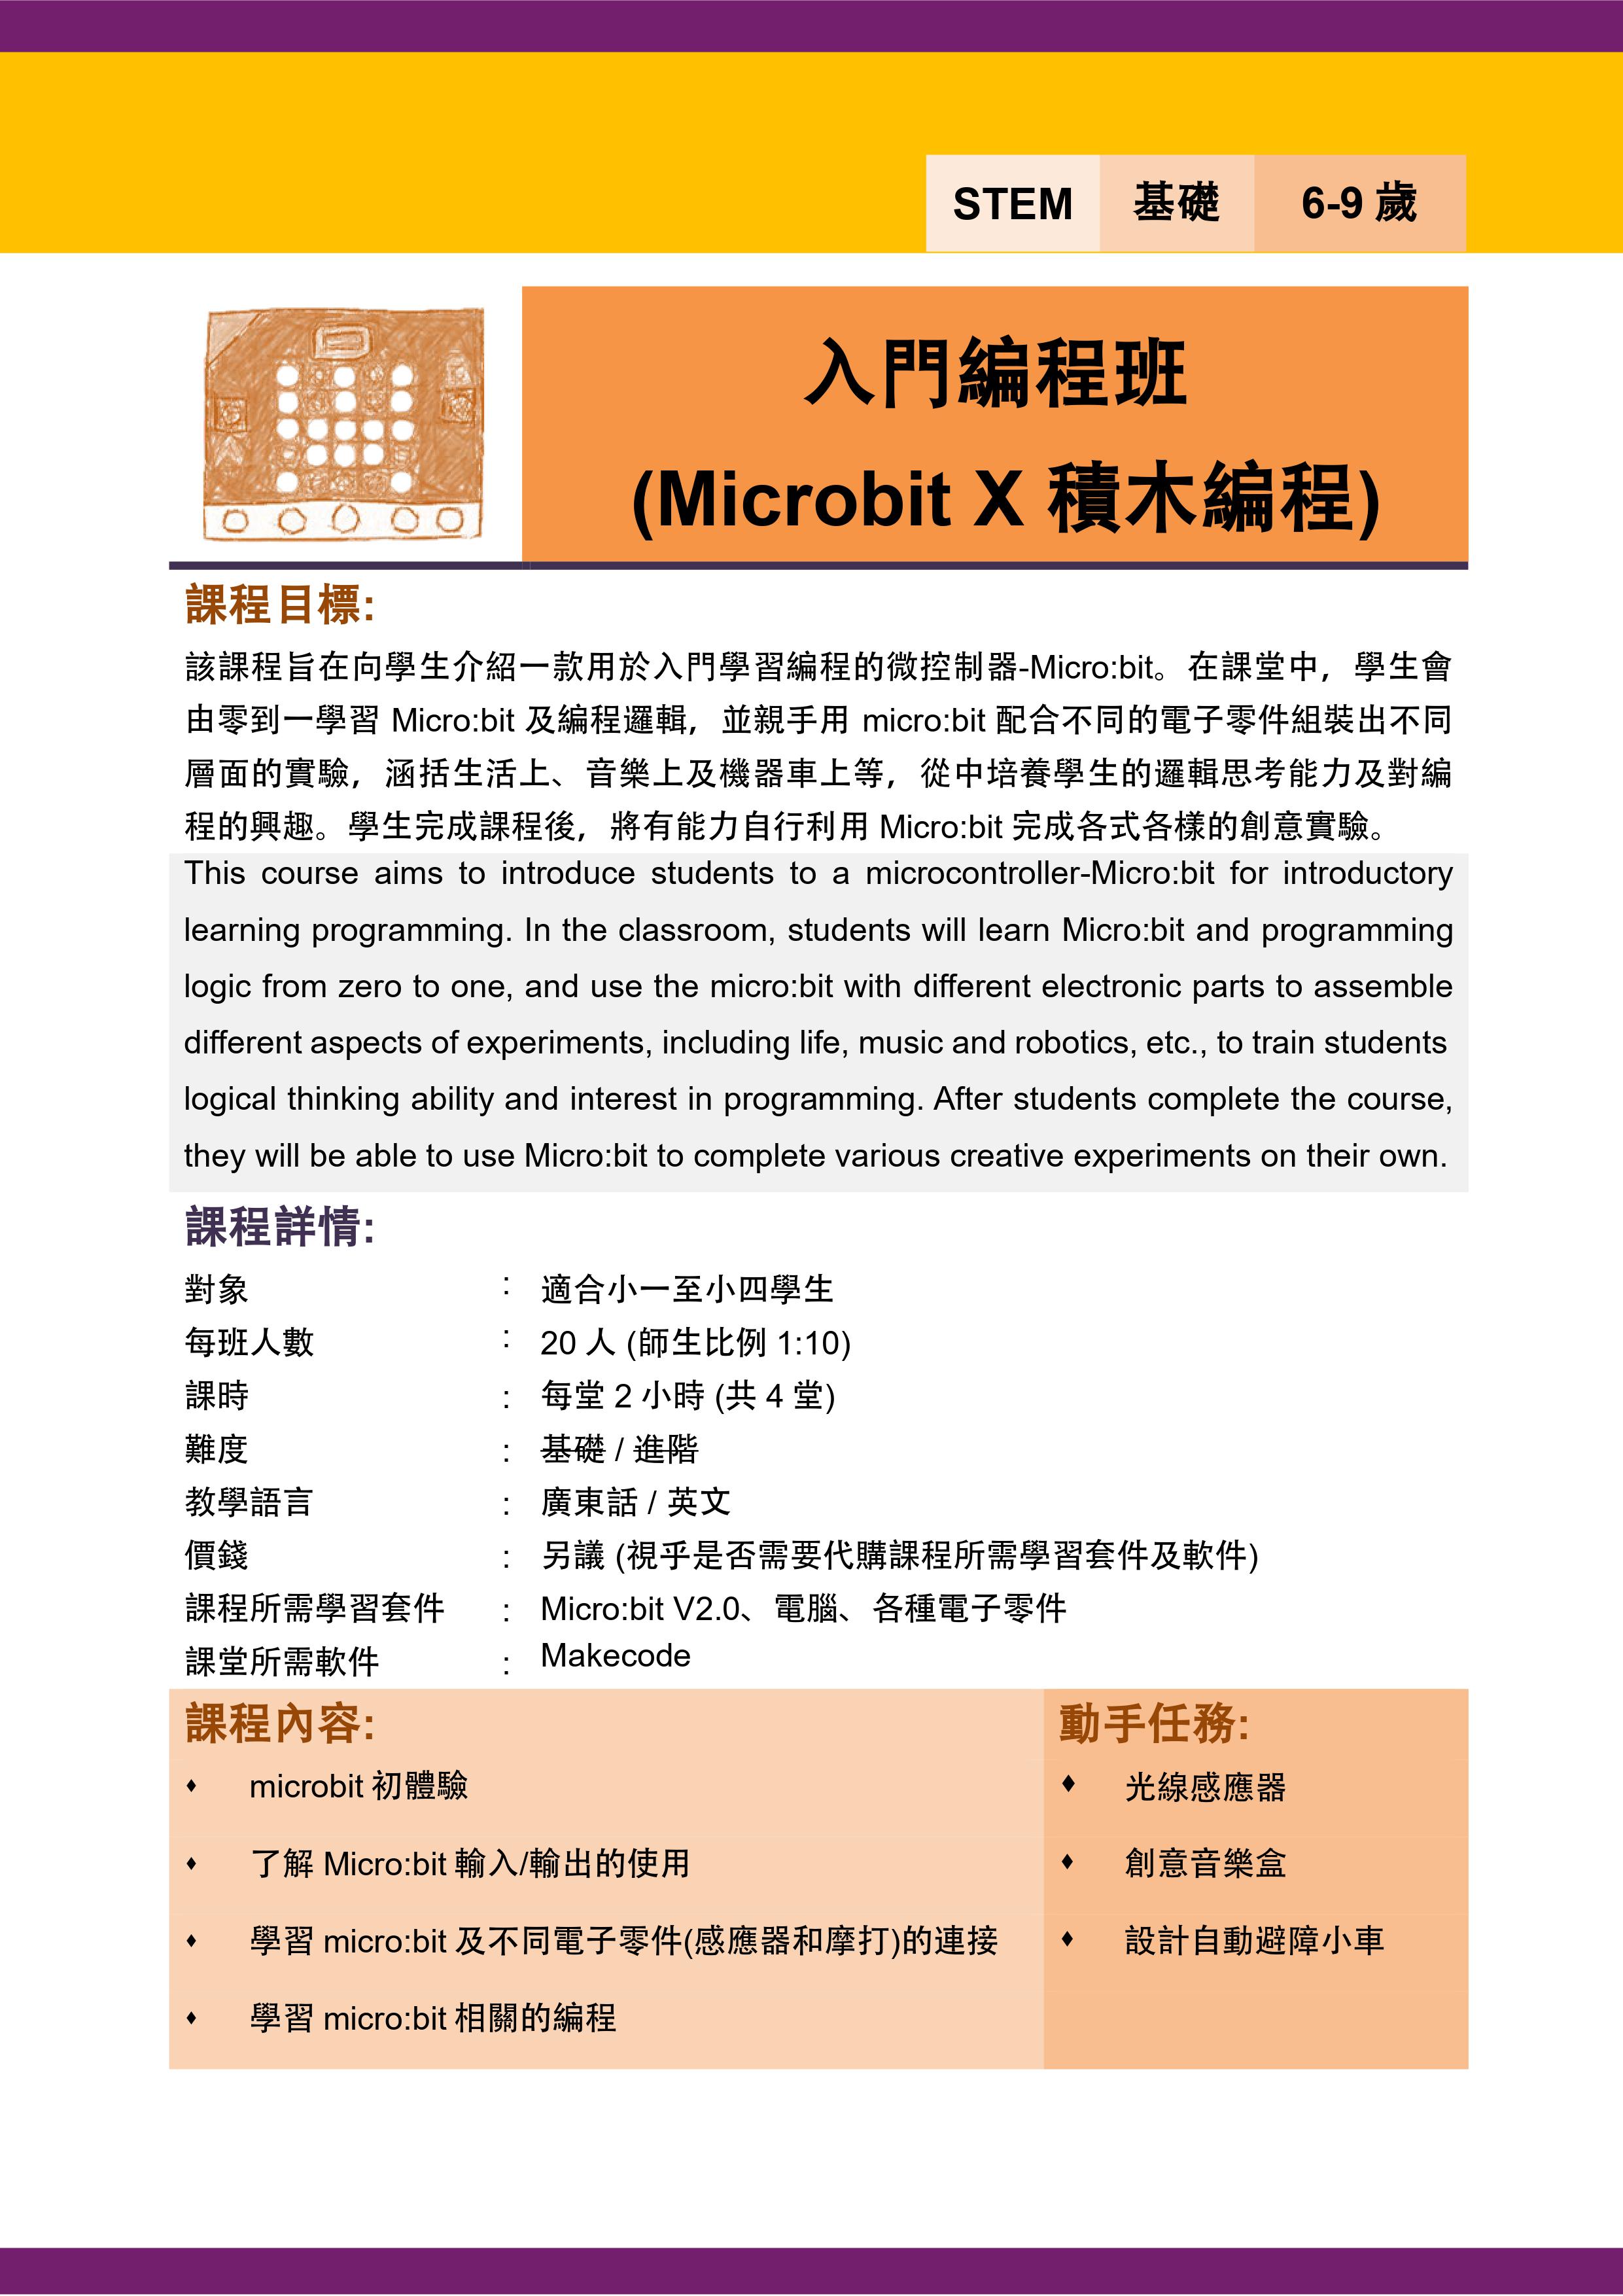 STEM 基礎 6-9 歲
入門編程班
(Microbit X 積木編程)
課程目標:
該課程旨在向學生介紹一款用於入門學習編程的微控制器-Micro:bit。在課堂中，學生會
由零到一學習 Micro:bit 及編程邏輯，並親手用 micro:bit 配合不同的電子零件組裝出不同
層面的實驗，涵括生活上、音樂上及機器車上等，從中培養學生的邏輯思考能力及對編
程的興趣。學生完成課程後，將有能力自行利用 Micro:bit 完成各式各樣的創意實驗。
This course aims to introduce students to a microcontroller-Micro:bit for introductory
learning programming. In the classroom, students will learn Micro:bit and programming
logic from zero to one, and use the micro:bit with different electronic parts to assemble
different aspects of experiments, including life, music and robotics, etc., to train students
logical thinking ability and interest in programming. After students complete the course,
they will be able to use Micro:bit to complete various creative experiments on their own.
課程詳情:
對象 : 適合小一至小四學生
每班人數 : 20 人 (師生比例 1:10)
課時 : 每堂 2 小時 (共 4 堂)
難度 : 基礎 / 進階
教學語言 : 廣東話 / 英文
價錢 : 另議 (視乎是否需要代購課程所需學習套件及軟件)
課程所需學習套件 : Micro:bit V2.0、電腦、各種電子零件
課堂所需軟件 : Makecode
課程內容:
♦ microbit 初體驗
♦ 了解 Micro:bit 輸入/輸出的使用
♦ 學習 micro:bit 及不同電子零件(感應器和摩打)的連接
♦ 學習 micro:bit 相關的編程
動手任務:
♦ 光線感應器
♦ 創意音樂盒
♦ 設計自動避障小車